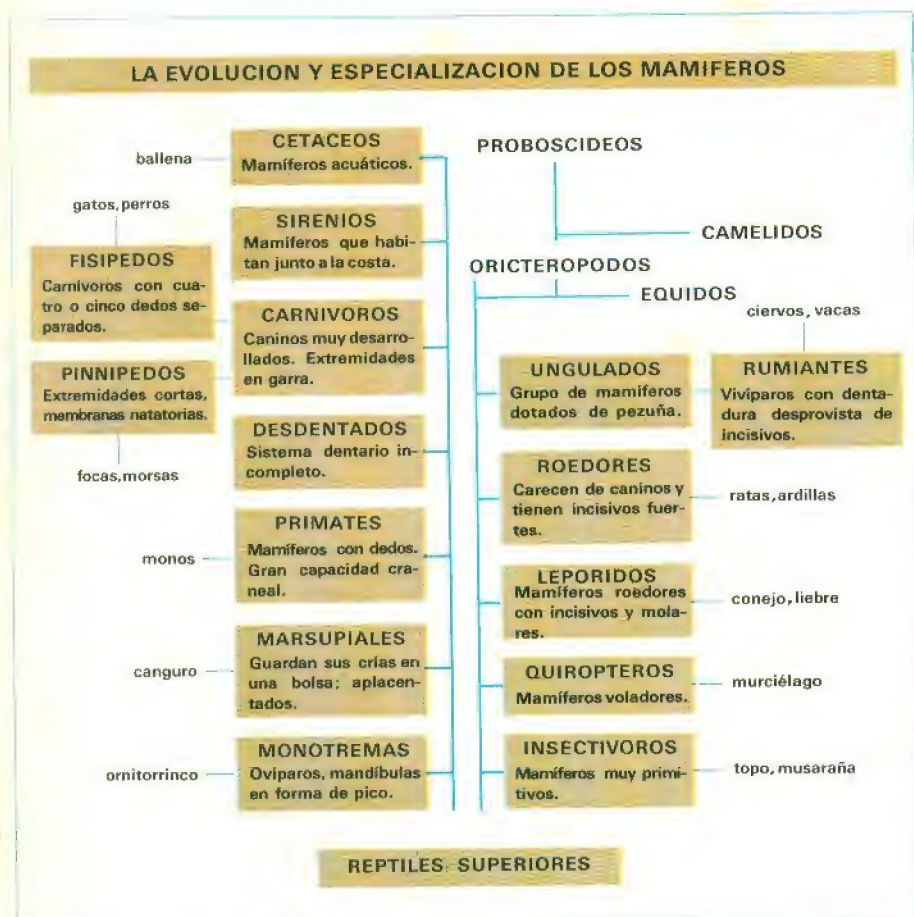 LA EVOLUCION Y ESPECIALIZACION DE LOS MAMIFEROS
ballena
CETACEOS
Mamíferos acuáticos.
gatos, perros
SIRENIOS
Mamíferos que habi-
tan junto a la costa.
FISIPEDOS
Carnívoros con cua-
tro o cinco dedos se-
parados.
CARNIVOROS
Caninos muy desarro-
llados. Extremidades
en garra.
PINNIPEDOS
Extremidades cortas,
membranas natatorias.
focas, morsas
DESDENTADOS
Sistema dentario in-
completo.
monos
PRIMATES
Mamíferos con dedos.
Gran capacidad cra-
neal.
canguro
MARSUPIALES
Guardan sus crías en
una bolsa; aplacen-
tados.
ornitorrinco
MONOTREMAS
Ovíparos, mandíbulas
en forma de pico.
PROBOSCIDEOS
CAMELIDOS
ORICTEROPODOS
EQUIDOS
ciervos, vacas
UNGULADOS
Grupo de mamíferos
dotados de pezuña.
RUMIANTES
Vivíparos con denta-
dura desprovista de
incisivos.
ROEDORES
Carecen de caninos y
tienen incisivos fuer-
tes.
ratas, ardillas
LEPORIDOS
Mamíferos roedores
con incisivos y mola-
res.
conejo, liebre
QUIROPTEROS
Mamíferos voladores.
murciélago
INSECTIVOROS
Mamíferos muy primi-
tivos.
topo, musaraña
REPTILES SUPERIORES